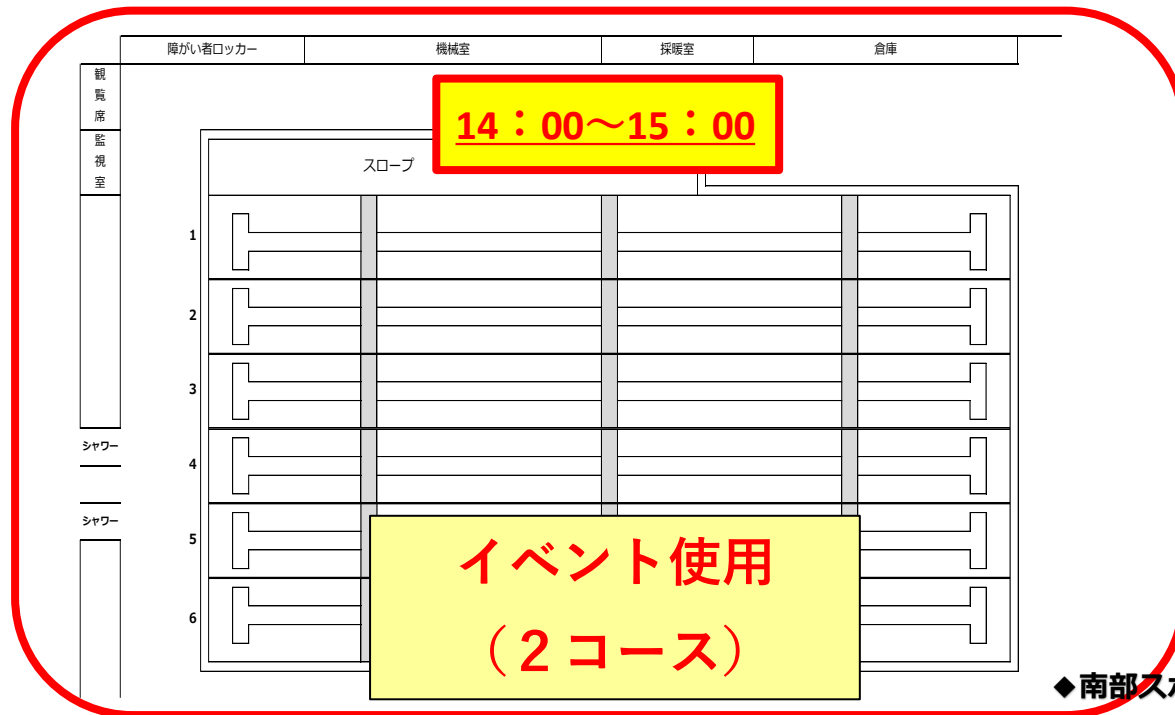 障がい者ロッカー 機械室 採暖室 倉庫
観覧席
監視室
14：00～15：00
スロープ
1
2
3
シャワー
4
シャワー
5
6
イベント使用
（２コース）
◆南部スポ